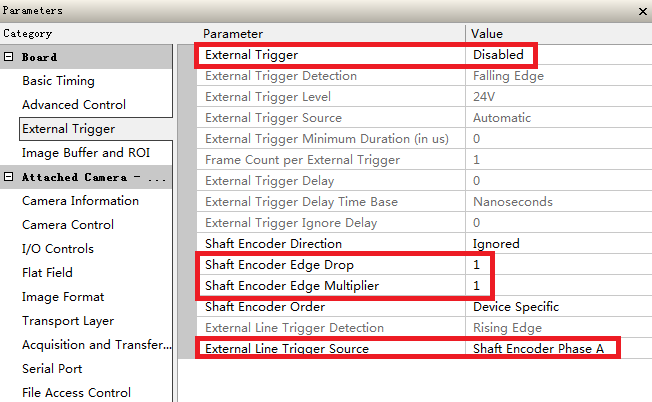 Parameters
Category
Board
Basic Timing
Advanced Control
External Trigger
Image Buffer and ROI
Attached Camera - ...
Camera Information
Camera Control
I/O Controls
Flat Field
Image Format
Transport Layer
Acquisition and Transfer...
Serial Port
File Access Control
Parameter Value
External Trigger Disabled
External Trigger Detection Falling Edge
External Trigger Level 24V
External Trigger Source Automatic
External Trigger Minimum Duration (in us) 0
Frame Count per External Trigger 1
External Trigger Delay 0
External Trigger Delay Time Base Nanoseconds
External Trigger Ignore Delay 0
Shaft Encoder Direction Ignored
Shaft Encoder Edge Drop 1
Shaft Encoder Edge Multiplier 1
Shaft Encoder Order Device Specific
External Line Trigger Detection Rising Edge
External Line Trigger Source Shaft Encoder Phase A